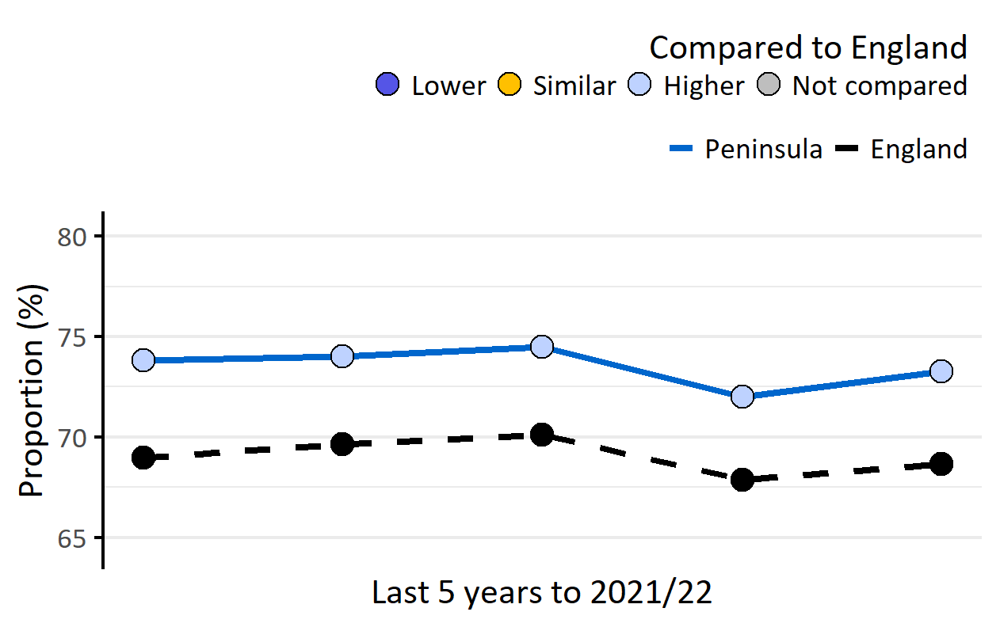 Compared to England
Lower Similar Higher Not compared
Peninsula England
80
75
70
65
Proportion (%)
Last 5 years to 2021/22